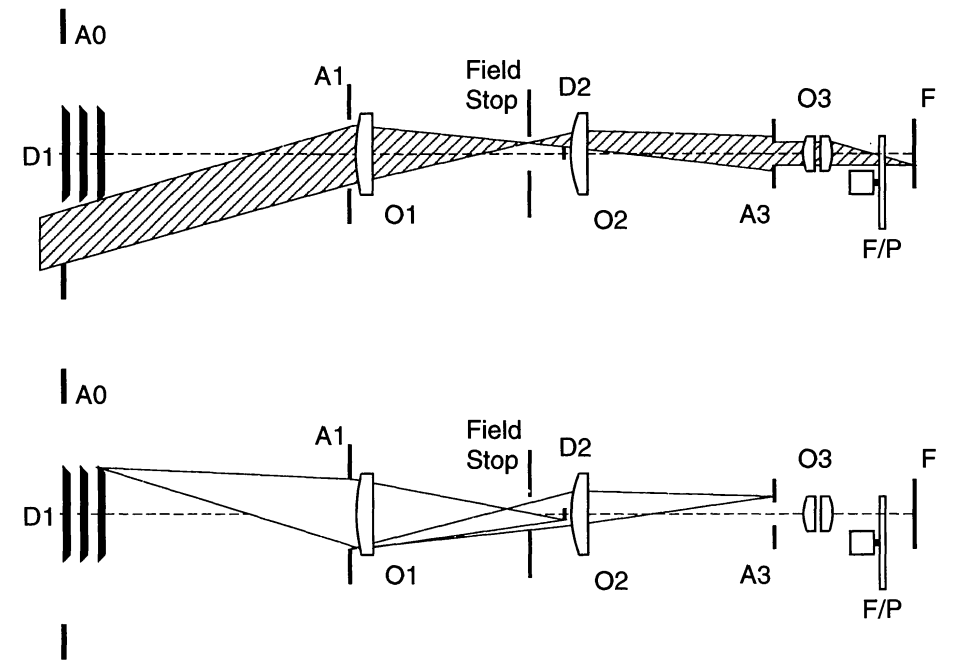 A0
A1
Field
Stop
D2
O3
F
D1
O1
O2
A3
F/P
A0
A1
Field
Stop
D2
O3
F
D1
O1
O2
A3
F/P